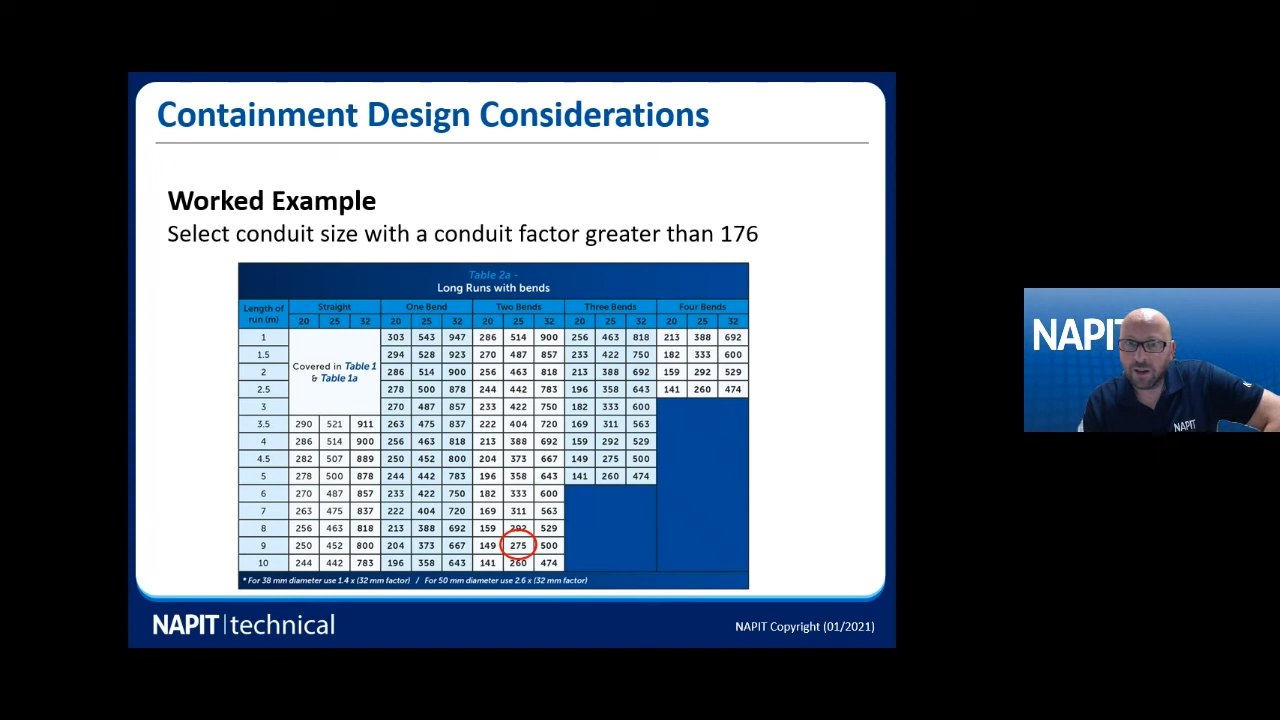 Containment Design Considerations
Worked Example
Select conduit size with a conduit factor greater than 176
Table 2a -
Long Runs with bends
Length of run (m) Straight One Bend Two Bends Three Bends Four Bends
20 25 32 20 25 32 20 25 32 20 25 32 20 25 32
1 303 543 947 286 514 900 256 463 818 213 388 692
1.5 294 528 923 270 487 857 233 422 750 182 333 600
Covered in Table 1
& Table 1a
2 286 514 900 256 463 818 213 388 692 159 292 529
2.5 278 500 878 244 442 783 196 358 643 141 260 474
3 270 487 857 233 422 750 182 333 600
3.5 290 521 911 263 475 837 222 404 720 169 311 563
4 286 514 900 256 463 818 213 388 692 159 292 529
4.5 282 507 889 250 452 800 204 373 667 149 275 500
5 278 500 878 244 442 783 196 358 643 141 260 474
6 270 487 857 233 422 750 182 333 600
7 263 475 837 222 404 720 169 311 563
8 256 463 818 213 388 692 159 292 529
9 250 452 800 204 373 667 149 275 500
10 244 442 783 196 358 643 141 260 474
* For 38 mm diameter use 1.4 x (32 mm factor) / For 50 mm diameter use 2.6 x (32 mm factor)
NAPIT technical
NAPIT Copyright (01/2021)
NAPIT
NAPIT